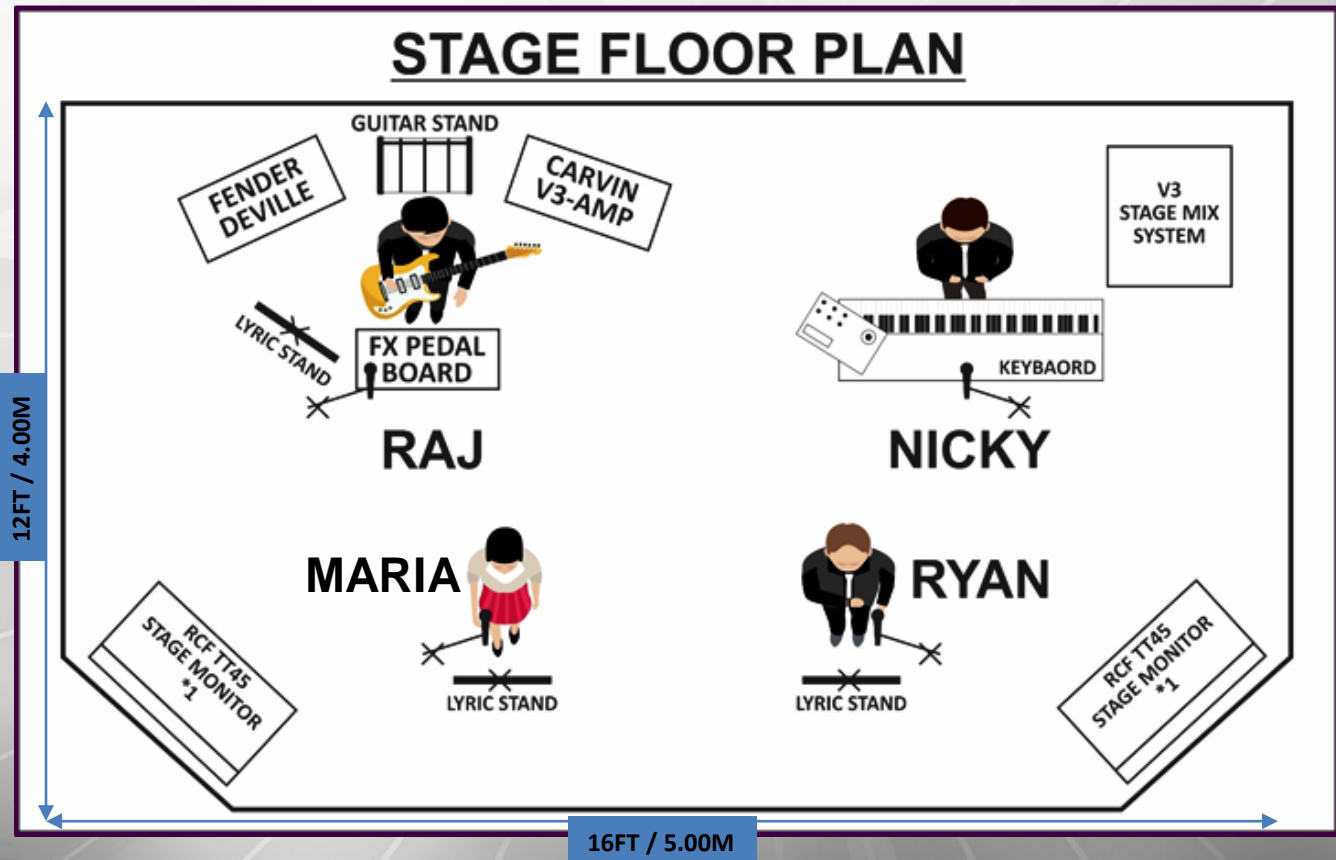 STAGE FLOOR PLAN
GUITAR STAND
FENDER
DEVILLE
CARVIN
V3-AMP
V3
STAGE MIX
SYSTEM
LYRIC STAND
FX PEDAL
BOARD
KEYBAORD
RAJ
NICKY
12FT / 4.00M
MARIA
RYAN
RCF TT45
STAGE MONITOR
*1
LYRIC STAND
LYRIC STAND
RCF TT45
STAGE MONITOR
*1
16FT / 5.00M